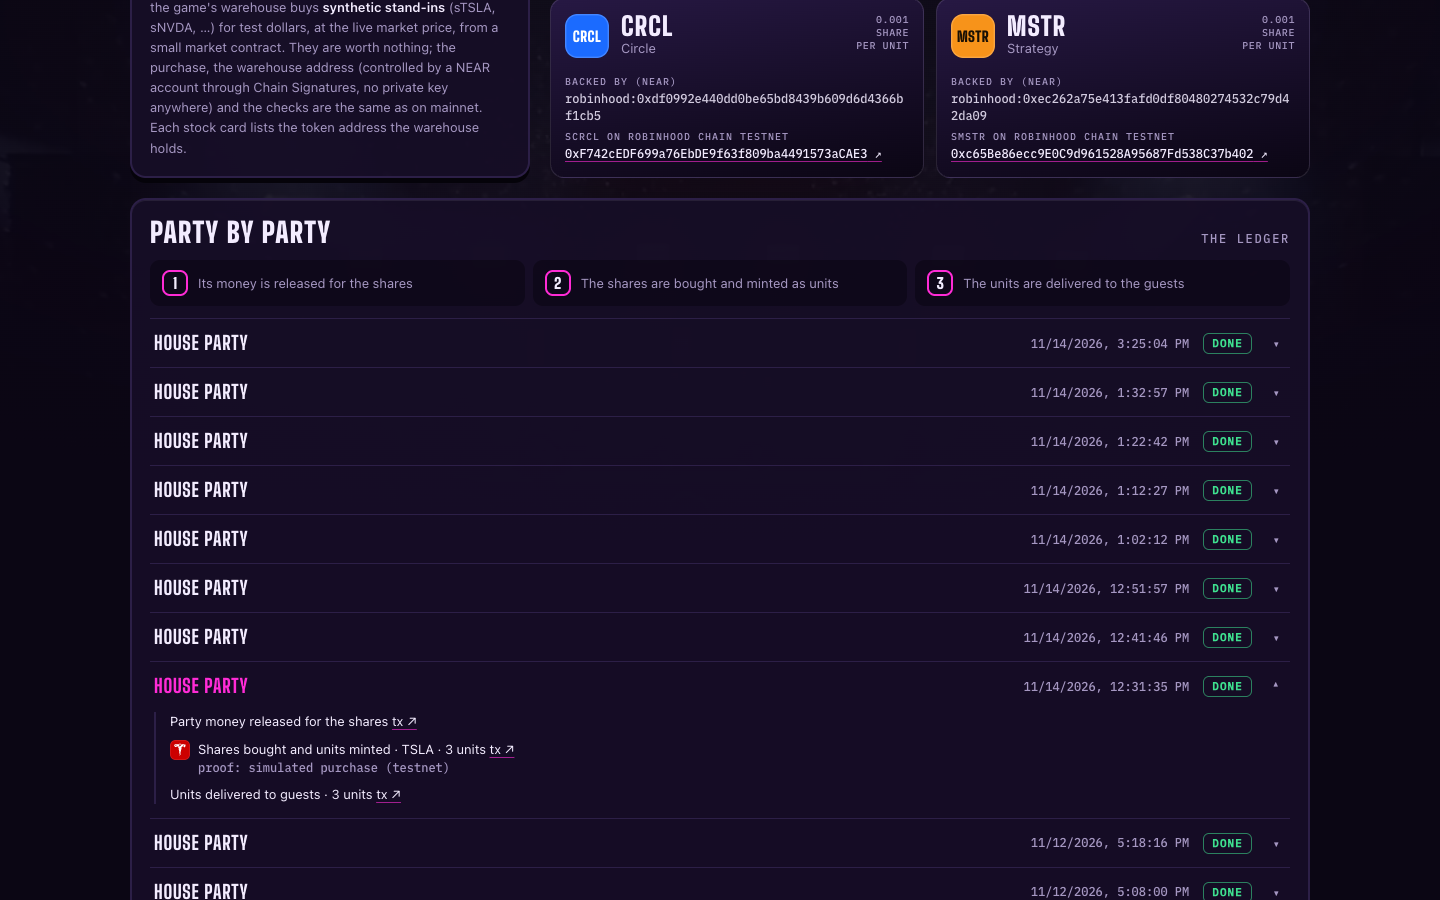 the game's warehouse buys synthetic stand-ins (sTSLA,
sNVDA, …) for test dollars, at the live market price, from a
small market contract. They are worth nothing; the
purchase, the warehouse address (controlled by a NEAR
account through Chain Signatures, no private key
anywhere) and the checks are the same as on mainnet.
Each stock card lists the token address the warehouse
holds.
CRCL
CRCL
Circle
0.001
SHARE
PER UNIT
BACKED BY (NEAR)
robinhood:0xdf0992e440dd0be65bd8439b609d6d4366b
f1cb5
SCRCL ON ROBINHOOD CHAIN TESTNET
0xF742cEDF699a76EbDE9f63f809ba4491573aCAE3 ↗
MSTR
MSTR
Strategy
0.001
SHARE
PER UNIT
BACKED BY (NEAR)
robinhood:0xec262a75e413fafd0df80480274532c79d4
2da09
SMSTR ON ROBINHOOD CHAIN TESTNET
0xc65Be86ecc9E0C9d961528A95687Fd538C37b402 ↗
PARTY BY PARTY
THE LEDGER
1 Its money is released for the shares
2 The shares are bought and minted as units
3 The units are delivered to the guests
HOUSE PARTY 11/14/2026, 3:25:04 PM DONE ▾
HOUSE PARTY 11/14/2026, 1:32:57 PM DONE ▾
HOUSE PARTY 11/14/2026, 1:22:42 PM DONE ▾
HOUSE PARTY 11/14/2026, 1:12:27 PM DONE ▾
HOUSE PARTY 11/14/2026, 1:02:12 PM DONE ▾
HOUSE PARTY 11/14/2026, 12:51:57 PM DONE ▾
HOUSE PARTY 11/14/2026, 12:41:46 PM DONE ▾
HOUSE PARTY 11/14/2026, 12:31:35 PM DONE ▴
Party money released for the shares tx ↗
Shares bought and units minted · TSLA · 3 units tx ↗
proof: simulated purchase (testnet)
Units delivered to guests · 3 units tx ↗
HOUSE PARTY 11/12/2026, 5:18:16 PM DONE ▾
HOUSE PARTY 11/12/2026, 5:08:00 PM DONE ▾